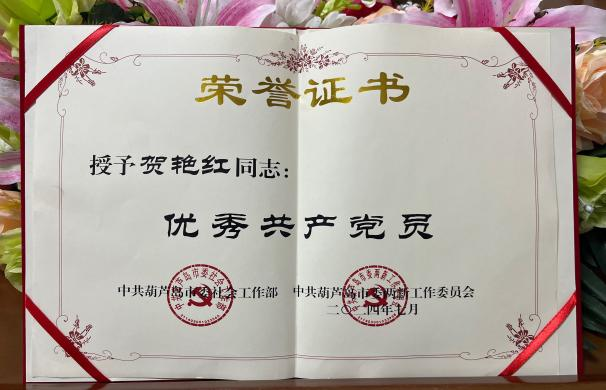 荣誉证书
授予贺艳红同志：
优秀共产党员
中共葫芦岛市委社会工作部 中共葫芦岛市委两新工作委员会
二〇二四年七月